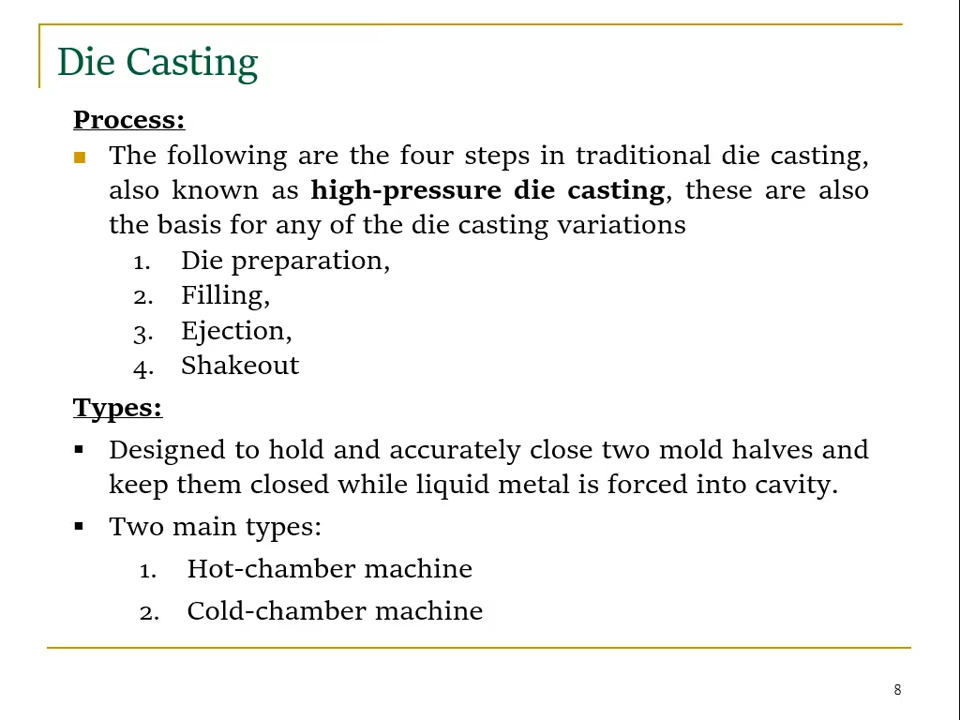 Die Casting
Process:
■ The following are the four steps in traditional die casting,
also known as high-pressure die casting, these are also
the basis for any of the die casting variations
1. Die preparation,
2. Filling,
3. Ejection,
4. Shakeout
Types:
▪ Designed to hold and accurately close two mold halves and
keep them closed while liquid metal is forced into cavity.
▪ Two main types:
1. Hot-chamber machine
2. Cold-chamber machine
8